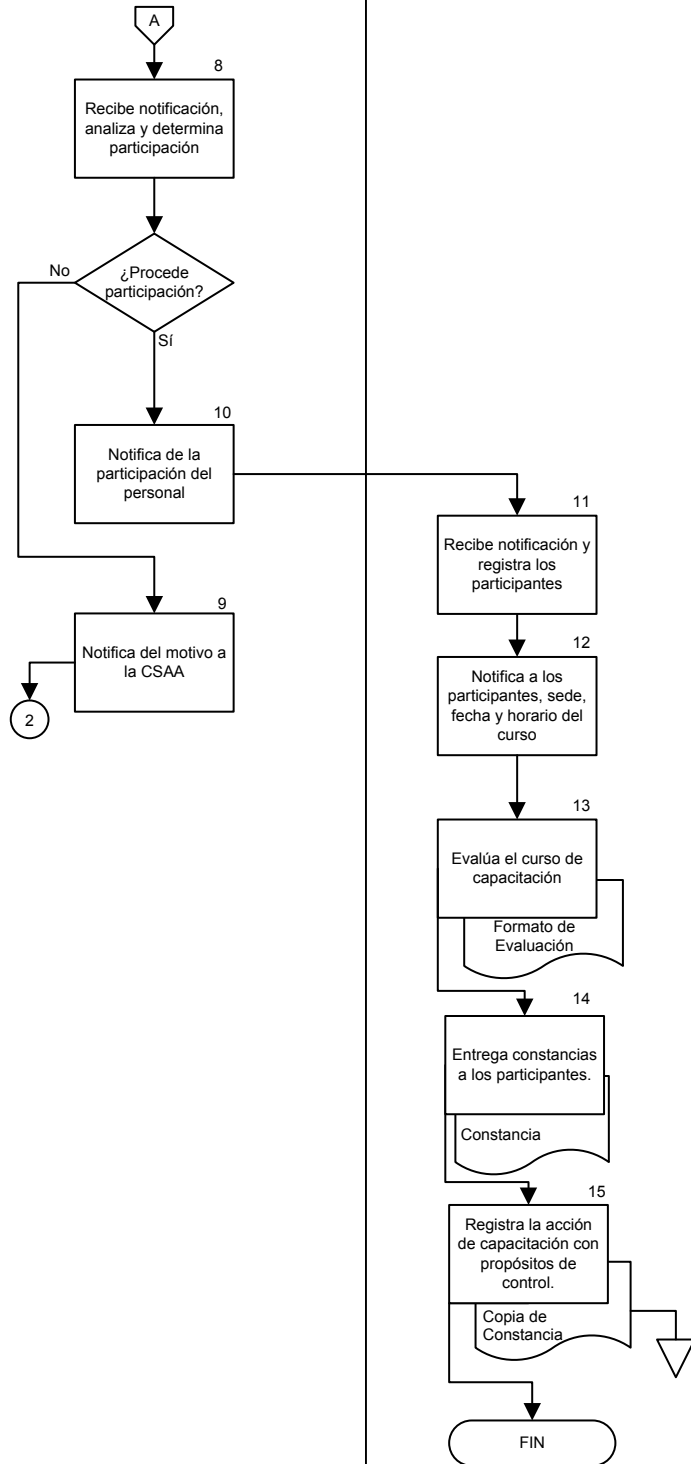 A
8
Recibe notificación,
analiza y determina
participación
¿Procede
participación?
No
Sí
10
Notifica de la
participación del
personal
9
Notifica del motivo a
la CSAA
2
11
Recibe notificación y
registra los
participantes
12
Notifica a los
participantes, sede,
fecha y horario del
curso
13
Evalúa el curso de
capacitación
Formato de
Evaluación
14
Entrega constancias
a los participantes.
Constancia
15
Registra la acción
de capacitación con
propósitos de
control.
Copia de
Constancia
FIN